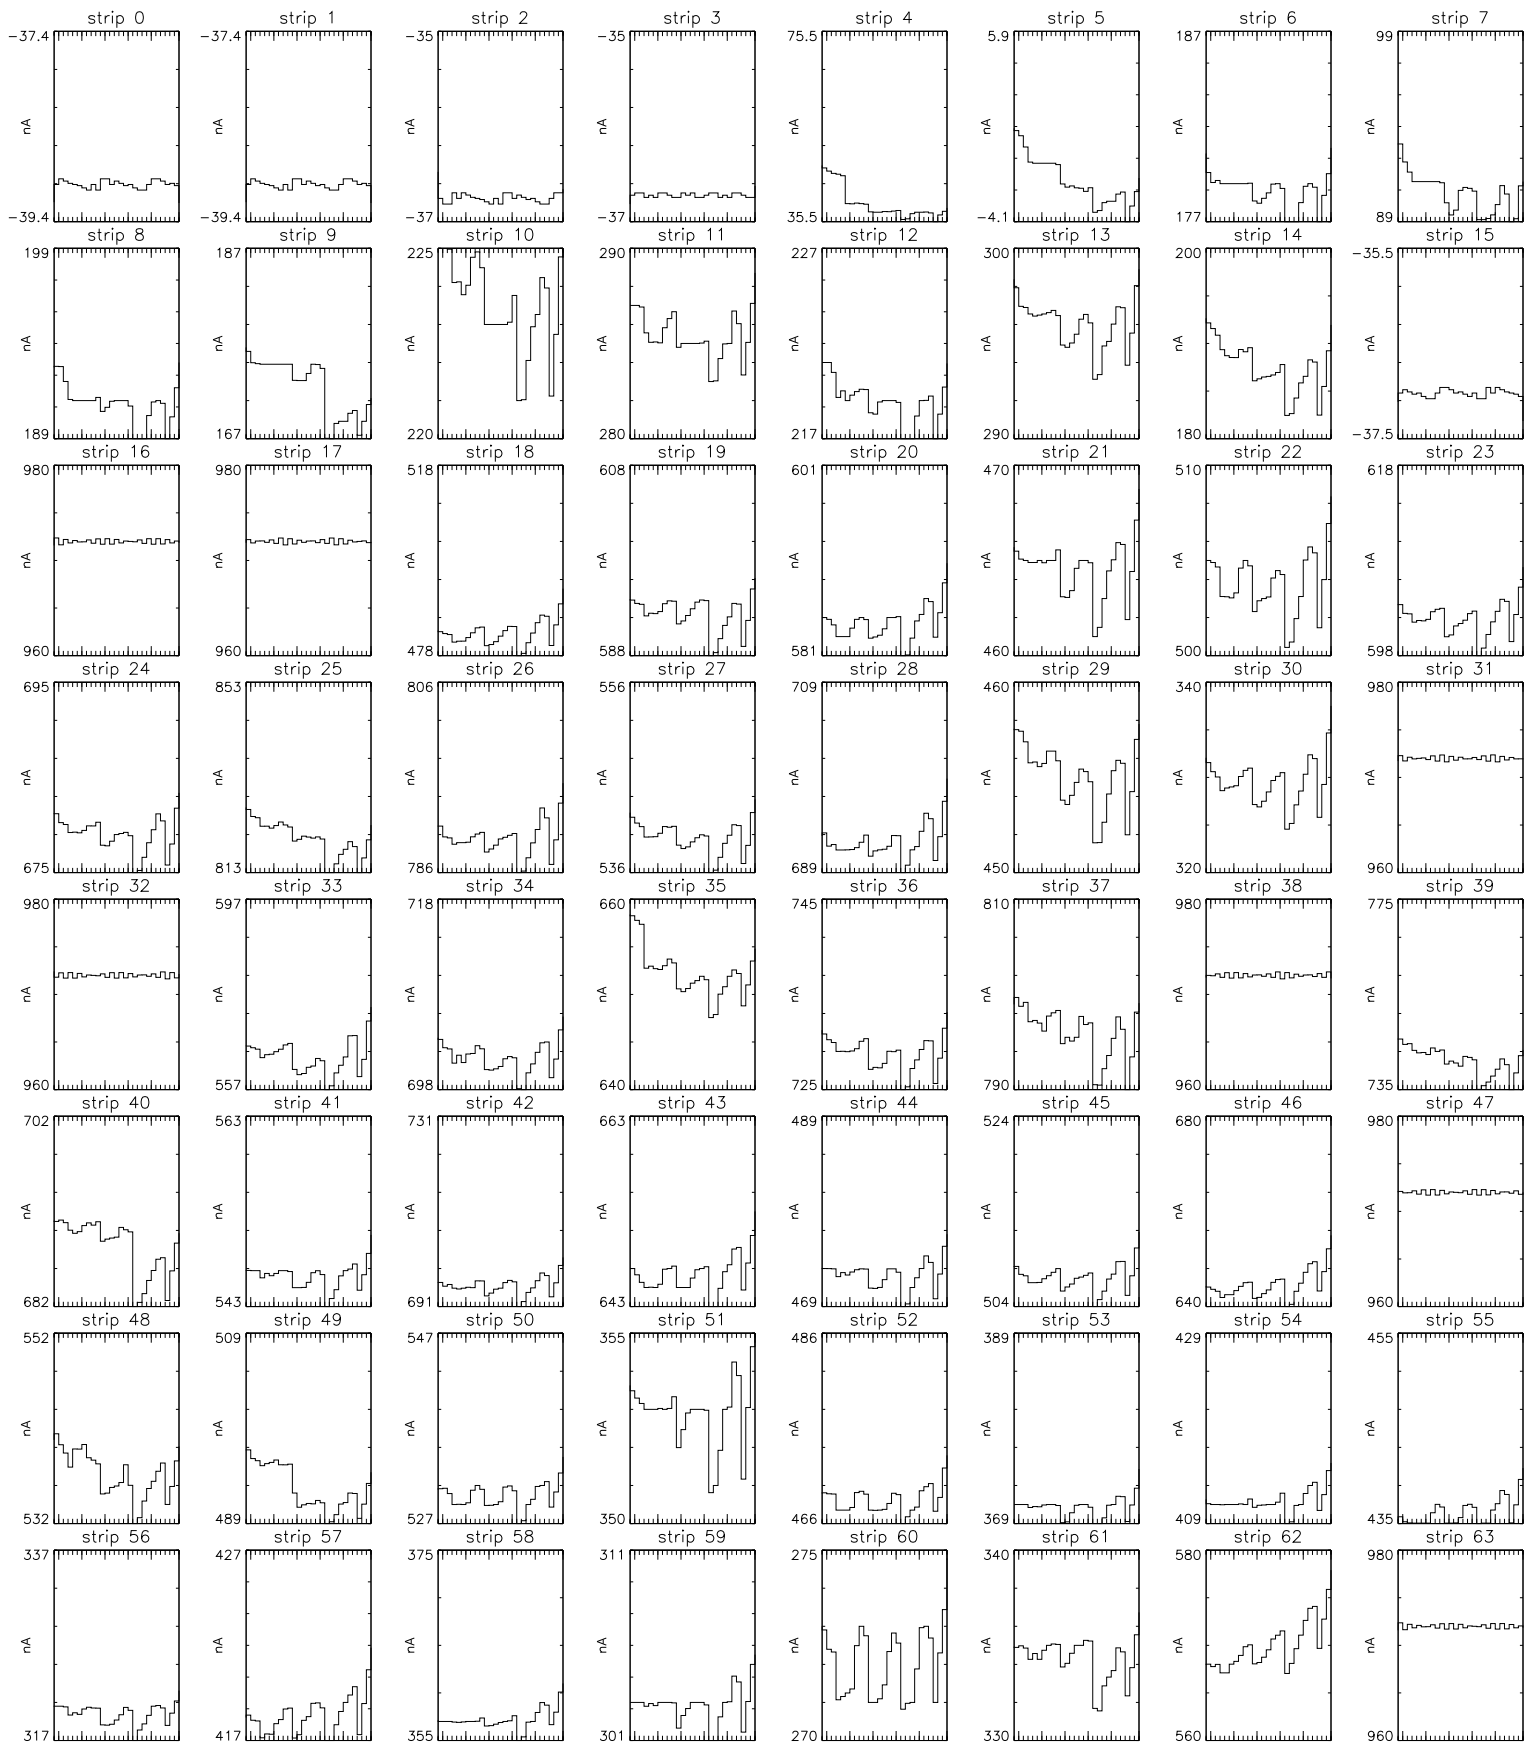 strip 0 strip 1 strip 2 strip 3 strip 4 strip 5 strip 6 strip 7
-37.4 -37.4 -35 -35 75.5 5.9 187 99
nA nA nA nA nA nA nA nA
-39.4 -39.4 -37 -37 35.5 -4.1 177 89
strip 8 strip 9 strip 10 strip 11 strip 12 strip 13 strip 14 strip 15
199 187 225 290 227 300 200 -35.5
nA nA nA nA nA nA nA nA
189 167 220 280 217 290 180 -37.5
strip 16 strip 17 strip 18 strip 19 strip 20 strip 21 strip 22 strip 23
980 980 518 608 601 470 510 618
nA nA nA nA nA nA nA nA
960 960 478 588 581 460 500 598
strip 24 strip 25 strip 26 strip 27 strip 28 strip 29 strip 30 strip 31
695 853 806 556 709 460 340 980
nA nA nA nA nA nA nA nA
675 813 786 536 689 450 320 960
strip 32 strip 33 strip 34 strip 35 strip 36 strip 37 strip 38 strip 39
980 597 718 660 745 810 980 775
nA nA nA nA nA nA nA nA
960 557 698 640 725 790 960 735
strip 40 strip 41 strip 42 strip 43 strip 44 strip 45 strip 46 strip 47
702 563 731 663 489 524 680 980
nA nA nA nA nA nA nA nA
682 543 691 643 469 504 640 960
strip 48 strip 49 strip 50 strip 51 strip 52 strip 53 strip 54 strip 55
552 509 547 355 486 389 429 455
nA nA nA nA nA nA nA nA
532 489 527 350 466 369 409 435
strip 56 strip 57 strip 58 strip 59 strip 60 strip 61 strip 62 strip 63
337 427 375 311 275 340 580 980
nA nA nA nA nA nA nA nA
317 417 355 301 270 330 560 960